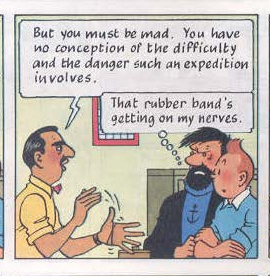 But you must be mad. You have
no conception of the difficulty
and the danger such an expedition
involves.
That rubber band's
getting on my nerves.